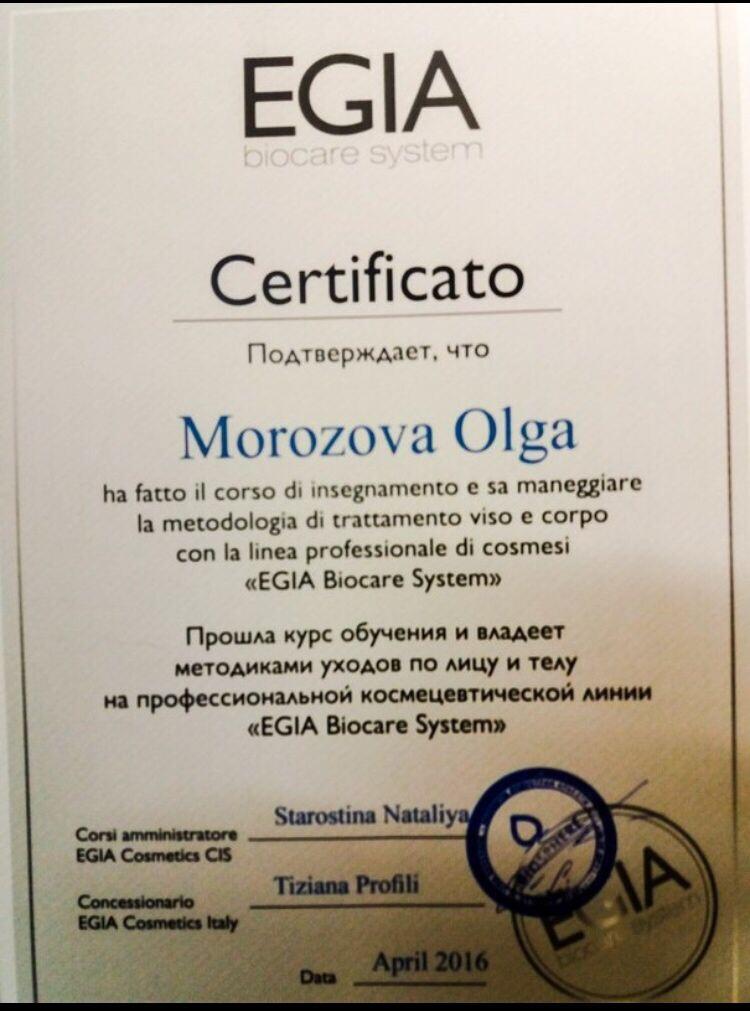 EGIA
biocare system
Certificato
Подтверждает, что
Morozova Olga
ha fatto il corso di insegnamento e sa maneggiare
la metodologia di trattamento viso e corpo
con la linea professionale di cosmesi
«EGIA Biocare System»
Прошла курс обучения и владеет
методиками уходов по лицу и телу
на профессиональной космецевтической линии
«EGIA Biocare System»
Corsi amministratore
EGIA Cosmetics CIS
Starostina Nataliya
Concessionario
EGIA Cosmetics Italy
Tiziana Profili
Data
April 2016
EGIA
biocare system